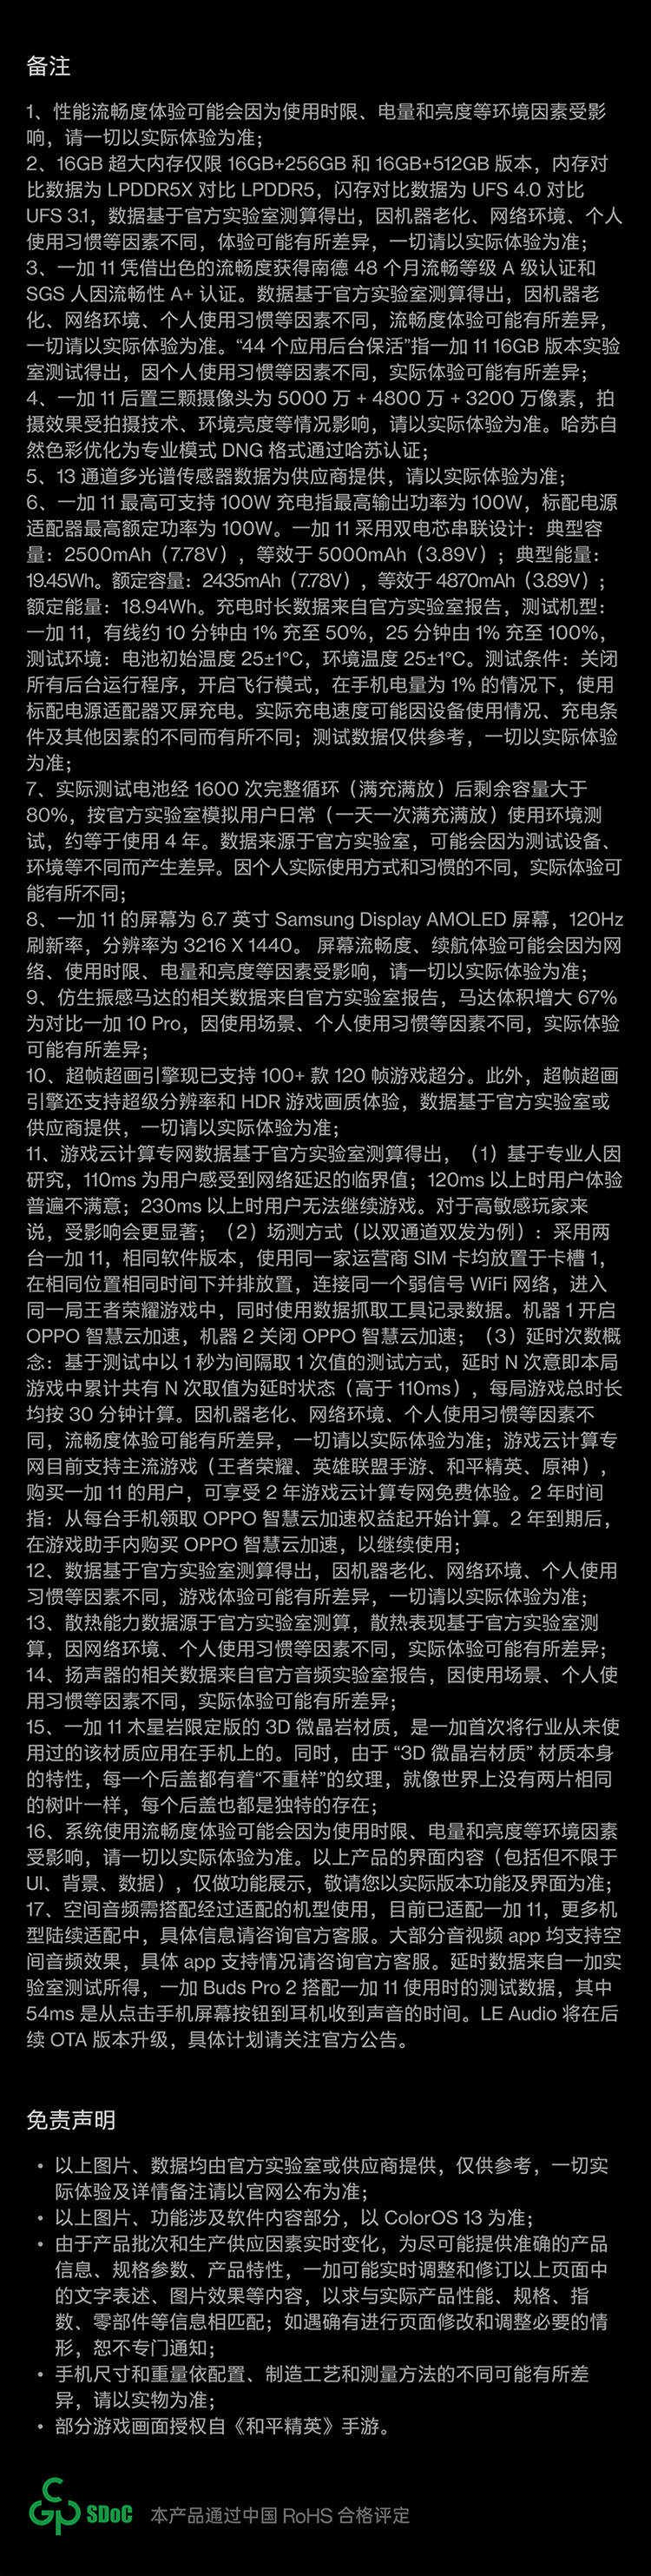 备注
1、性能流畅度体验可能会因为使用时限、电量和亮度等环境因素受影
响，请一切以实际体验为准；
2、16GB 超大内存仅限 16GB+256GB 和 16GB+512GB 版本，内存对
比数据为 LPDDR5X 对比 LPDDR5，闪存对比数据为 UFS 4.0 对比
UFS 3.1，数据基于官方实验室测算得出，因机器老化、网络环境、个人
使用习惯等因素不同，体验可能有所差异，一切请以实际体验为准；
3、一加 11 凭借出色的流畅度获得南德 48 个月流畅等级 A 级认证和
SGS 人因流畅性 A+ 认证。数据基于官方实验室测算得出，因机器老
化、网络环境、个人使用习惯等因素不同，流畅度体验可能有所差异，
一切请以实际体验为准。“44 个应用后台保活”指一加 11 16GB 版本实验
室测试得出，因个人使用习惯等因素不同，实际体验可能有所差异；
4、一加 11 后置三颗摄像头为 5000 万 + 4800 万 + 3200 万像素，拍
摄效果受拍摄技术、环境亮度等情况影响，请以实际体验为准。哈苏自
然色彩优化为专业模式 DNG 格式通过哈苏认证；
5、13 通道多光谱传感器数据为供应商提供，请以实际体验为准；
6、一加 11 最高可支持 100W 充电指最高输出功率为 100W，标配电源
适配器最高额定功率为 100W。一加 11 采用双电芯串联设计：典型容
量：2500mAh（7.78V），等效于 5000mAh（3.89V）；典型能量：
19.45Wh。额定容量：2435mAh（7.78V），等效于 4870mAh（3.89V）；
额定能量：18.94Wh。充电时长数据来自官方实验室报告，测试机型：
一加 11，有线约 10 分钟由 1% 充至 50%，25 分钟由 1% 充至 100%，
测试环境：电池初始温度 25±1°C，环境温度 25±1°C。测试条件：关闭
所有后台运行程序，开启飞行模式，在手机电量为 1% 的情况下，使用
标配电源适配器灭屏充电。实际充电速度可能因设备使用情况、充电条
件及其他因素的不同而有所不同；测试数据仅供参考，一切以实际体验
为准；
7、实际测试电池经 1600 次完整循环（满充满放）后剩余容量大于
80%，按官方实验室模拟用户日常（一天一次满充满放）使用环境测
试，约等于使用 4 年。数据来源于官方实验室，可能会因为测试设备、
环境等不同而产生差异。因个人实际使用方式和习惯的不同，实际体验可
能有所不同；
8、一加 11 的屏幕为 6.7 英寸 Samsung Display AMOLED 屏幕，120Hz
刷新率，分辨率为 3216 X 1440。 屏幕流畅度、续航体验可能会因为网
络、使用时限、电量和亮度等因素受影响，请一切以实际体验为准；
9、仿生振感马达的相关数据来自官方实验室报告，马达体积增大 67%
为对比一加 10 Pro，因使用场景、个人使用习惯等因素不同，实际体验
可能有所差异；
10、超帧超画引擎现已支持 100+ 款 120 帧游戏超分。此外，超帧超画
引擎还支持超级分辨率和 HDR 游戏画质体验，数据基于官方实验室或
供应商提供，一切请以实际体验为准；
11、游戏云计算专网数据基于官方实验室测算得出，（1）基于专业人因
研究，110ms 为用户感受到网络延迟的临界值；120ms 以上时用户体验
普遍不满意；230ms 以上时用户无法继续游戏。对于高敏感玩家来
说，受影响会更显著；（2）场测方式（以双通道双发为例）：采用两
台一加 11，相同软件版本，使用同一家运营商 SIM 卡均放置于卡槽 1，
在相同位置相同时间下并排放置，连接同一个弱信号 WiFi 网络，进入
同一局王者荣耀游戏中，同时使用数据抓取工具记录数据。机器 1 开启
OPPO 智慧云加速，机器 2 关闭 OPPO 智慧云加速；（3）延时次数概
念：基于测试中以 1 秒为间隔取 1 次值的测试方式，延时 N 次意即本局
游戏中累计共有 N 次取值为延时状态（高于 110ms），每局游戏总时长
均按 30 分钟计算。因机器老化、网络环境、个人使用习惯等因素不
同，流畅度体验可能有所差异，一切请以实际体验为准；游戏云计算专
网目前支持主流游戏（王者荣耀、英雄联盟手游、和平精英、原神），
购买一加 11 的用户，可享受 2 年游戏云计算专网免费体验。2 年时间
指：从每台手机领取 OPPO 智慧云加速权益起开始计算。2 年到期后，
在游戏助手内购买 OPPO 智慧云加速，以继续使用；
12、数据基于官方实验室测算得出，因机器老化、网络环境、个人使用
习惯等因素不同，游戏体验可能有所差异，一切请以实际体验为准；
13、散热能力数据源于官方实验室测算，散热表现基于官方实验室测
算，因网络环境、个人使用习惯等因素不同，实际体验可能有所差异；
14、扬声器的相关数据来自官方音频实验室报告，因使用场景、个人使
用习惯等因素不同，实际体验可能有所差异；
15、一加 11 木星岩限定版的 3D 微晶岩材质，是一加首次将行业从未使
用过的该材质应用在手机上的。同时，由于 “3D 微晶岩材质” 材质本身
的特性，每一个后盖都有着“不重样”的纹理，就像世界上没有两片相同
的树叶一样，每个后盖也都是独特的存在；
16、系统使用流畅度体验可能会因为使用时限、电量和亮度等环境因素
受影响，请一切以实际体验为准。以上产品的界面内容（包括但不限于
UI、背景、数据），仅做功能展示，敬请您以实际版本功能及界面为准；
17、空间音频需搭配经过适配的机型使用，目前已适配一加 11，更多机
型陆续适配中，具体信息请咨询官方客服。大部分音视频 app 均支持空
间音频效果，具体 app 支持情况请咨询官方客服。延时数据来自一加实
验室测试所得，一加 Buds Pro 2 搭配一加 11 使用时的测试数据，其中
54ms 是从点击手机屏幕按钮到耳机收到声音的时间。LE Audio 将在后
续 OTA 版本升级，具体计划请关注官方公告。
免责声明
• 以上图片、数据均由官方实验室或供应商提供，仅供参考，一切实
际体验及详情备注请以官网公布为准；
• 以上图片、功能涉及软件内容部分，以 ColorOS 13 为准；
• 由于产品批次和生产供应因素实时变化，为尽可能提供准确的产品
信息、规格参数、产品特性，一加可能实时调整和修订以上页面中
的文字表述、图片效果等内容，以求与实际产品性能、规格、指
数、零部件等信息相匹配；如遇确有进行页面修改和调整必要的情
形，恕不专门通知；
• 手机尺寸和重量依配置、制造工艺和测量方法的不同可能有所差
异，请以实物为准；
• 部分游戏画面授权自《和平精英》手游。
CGP SDoC 本产品通过中国 RoHS 合格评定